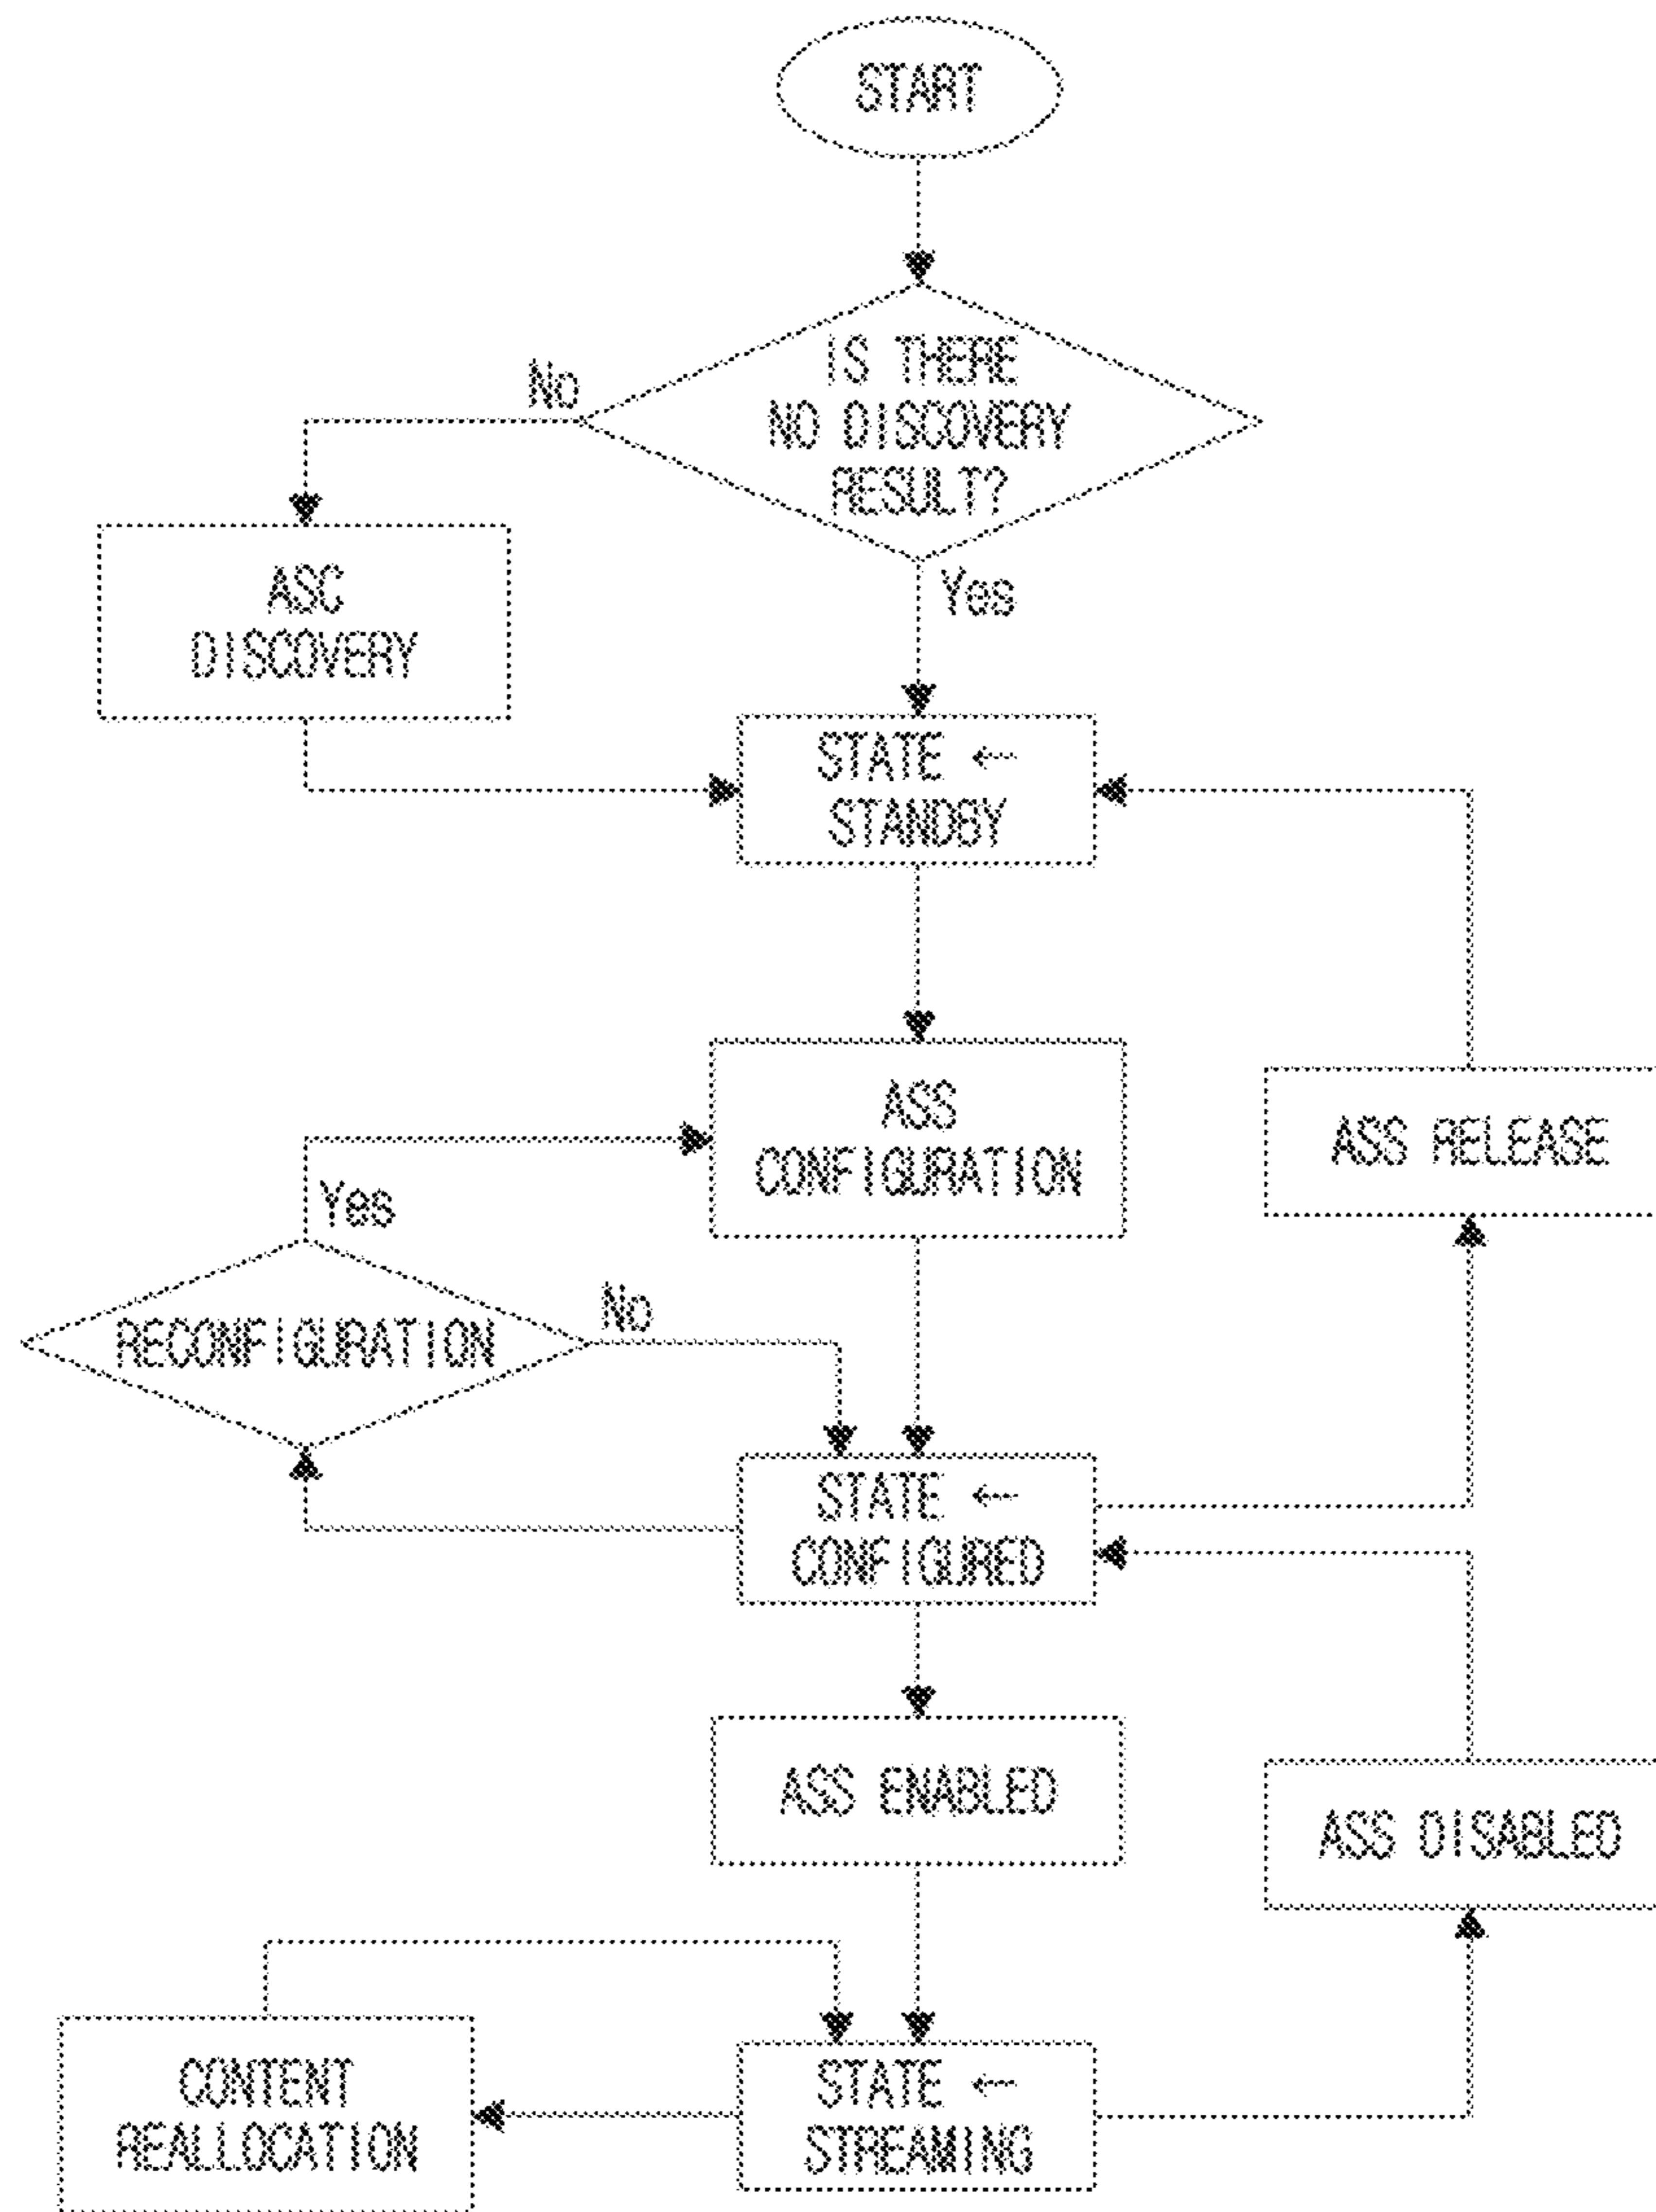 START
IS THERE
NO DISCOVERY
RESULT?
No
Yes
ASC
DISCOVERY
STATE ←
STANDBY
ASS
CONFIGURATION
ASS RELEASE
Yes
RECONFIGURATION
No
STATE ←
CONFIGURED
ASS ENABLED
ASS DISABLED
CONTENT
REALLOCATION
STATE ←
STREAMING